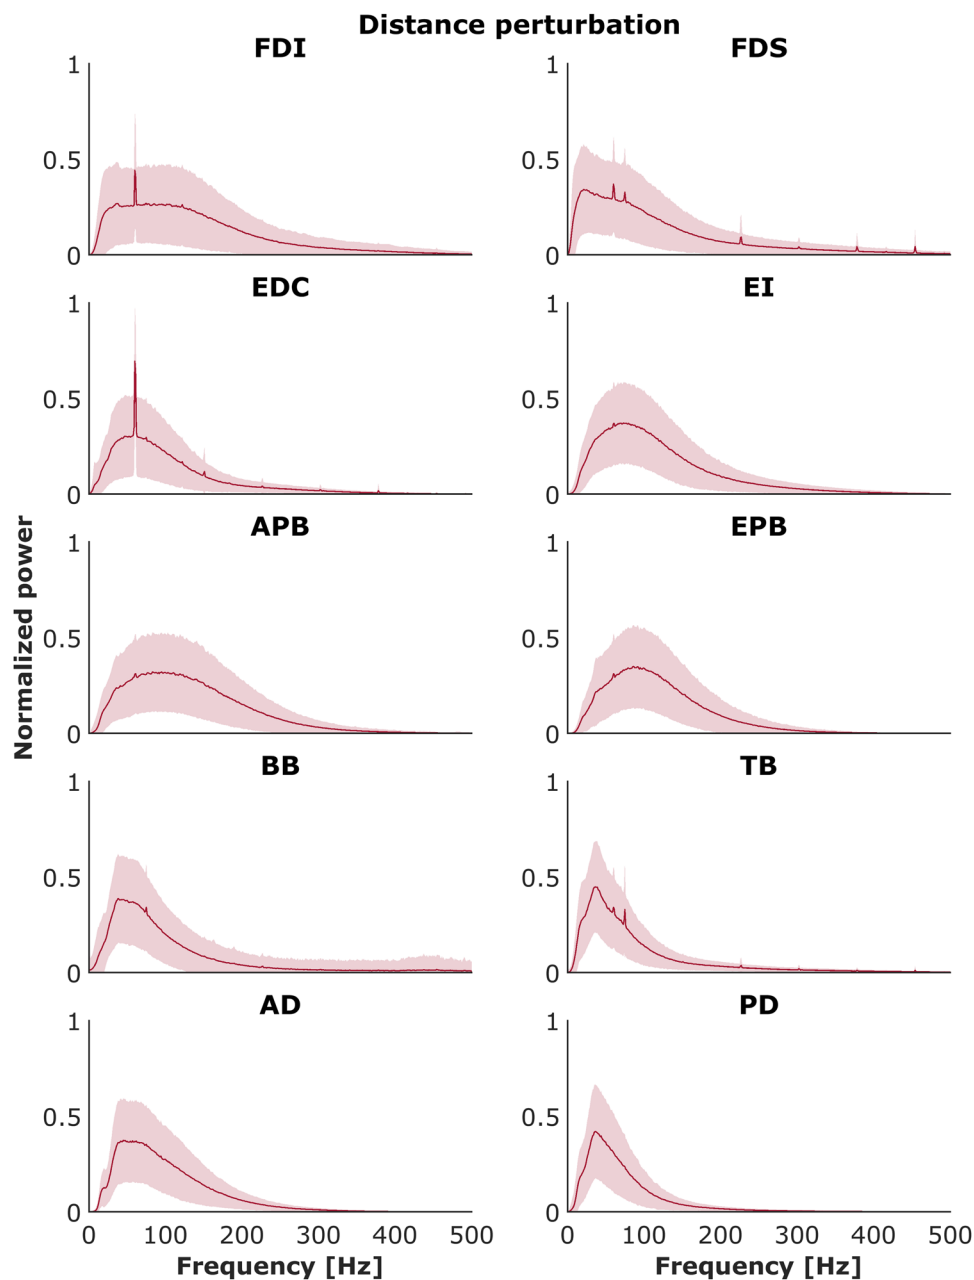 Distance perturbation
FDI FDS
1 1
0.5 0.5
0 0
EDC EI
1 1
0.5 0.5
0 0
APB EPB
1 1
0.5 0.5
0 0
Normalized power
BB TB
1 1
0.5 0.5
0 0
AD PD
1 1
0.5 0.5
0 0
0 100 200 300 400 500 0 100 200 300 400 500
Frequency [Hz] Frequency [Hz]